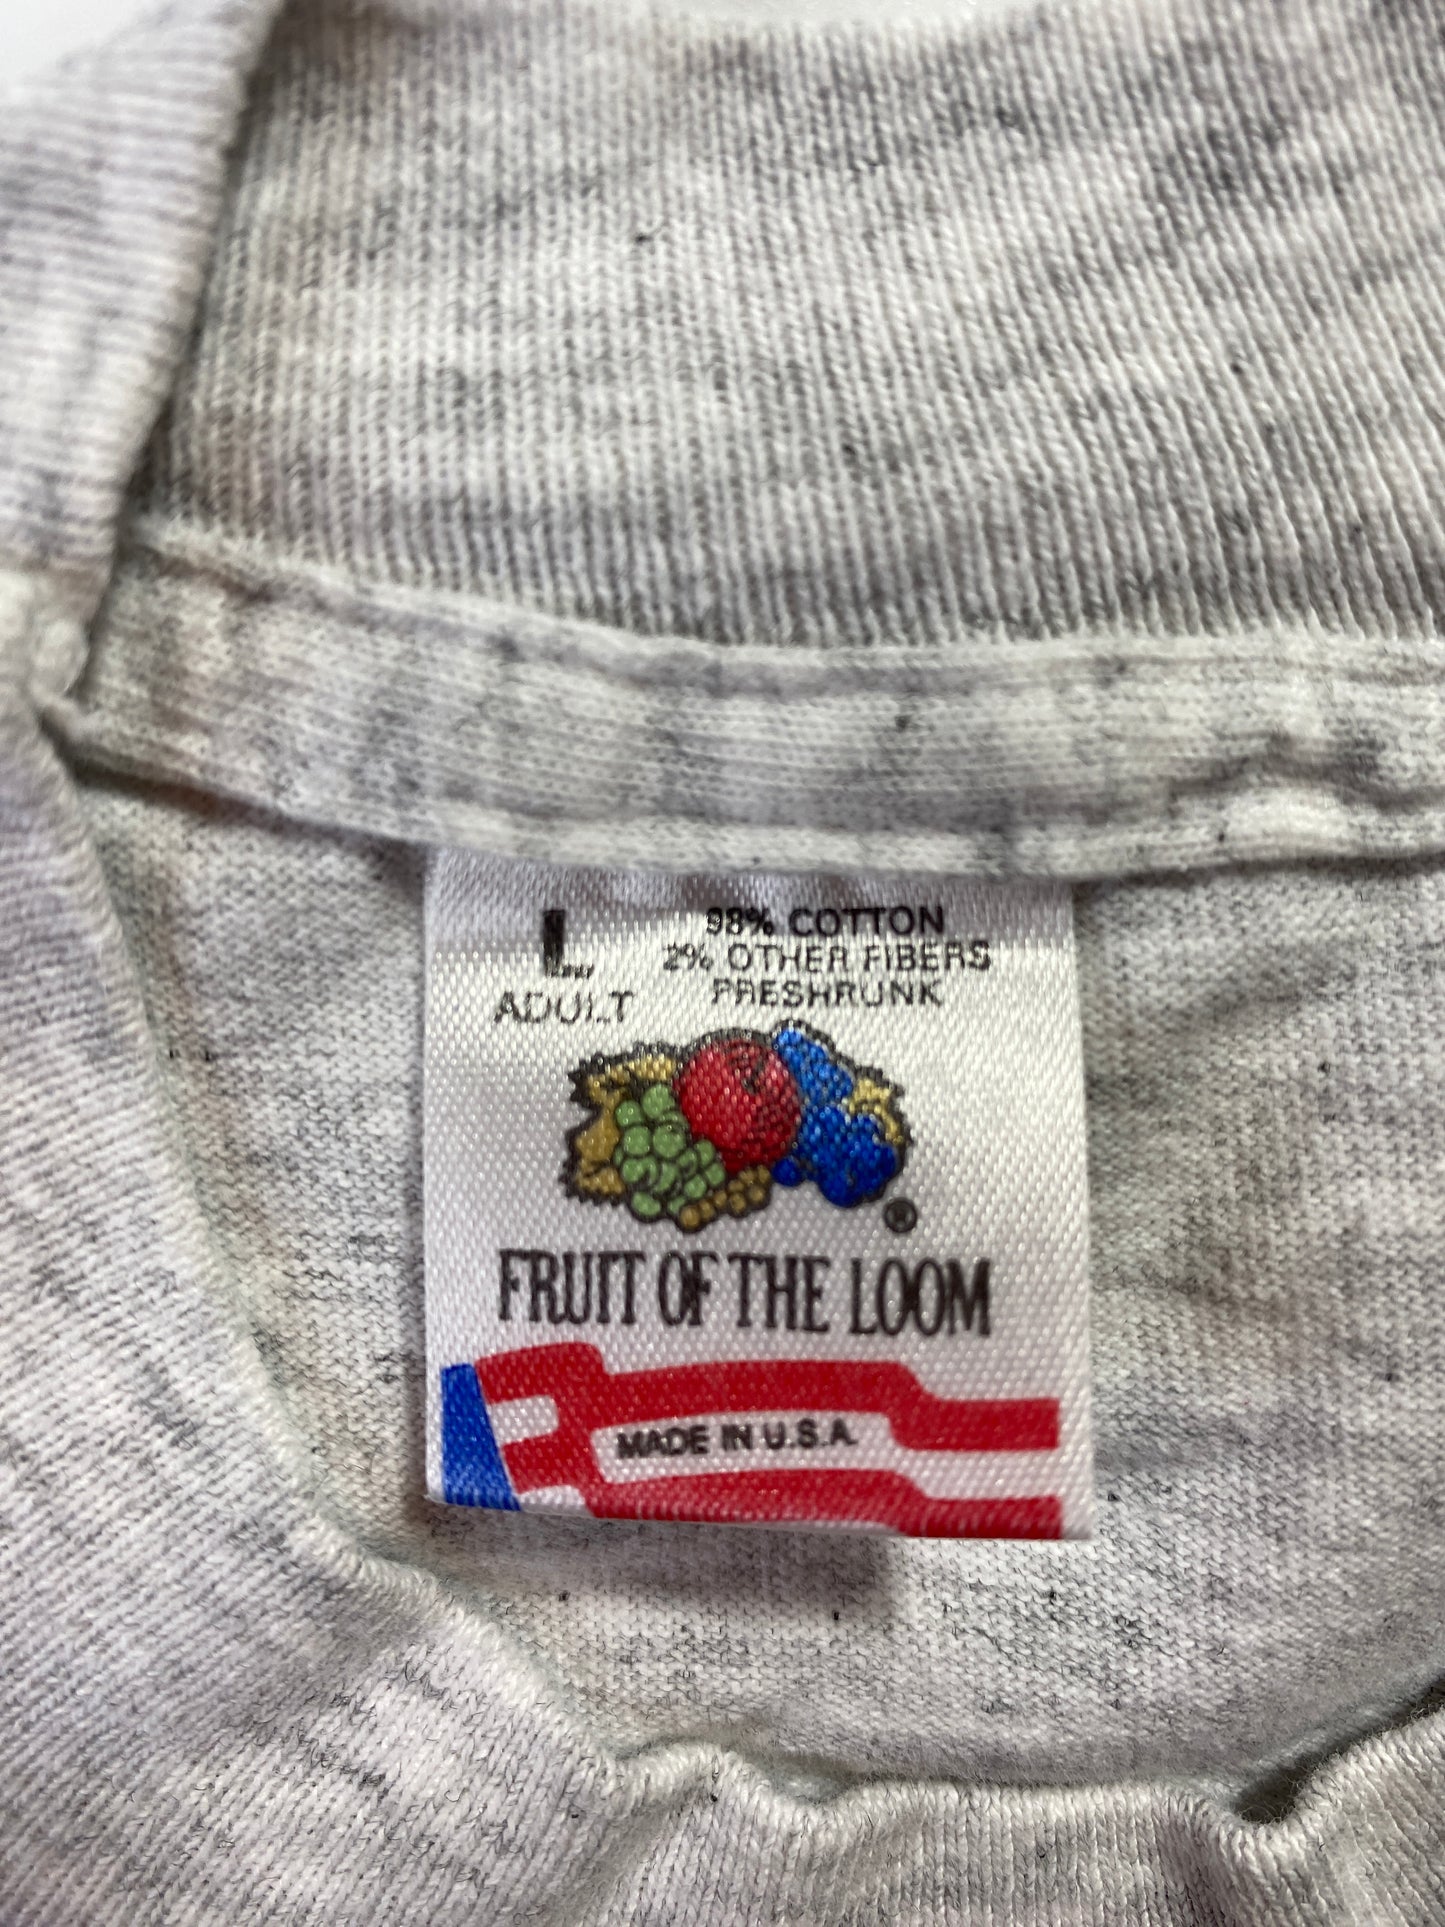 L
ADULT
98% COTTON
2% OTHER FIBERS
PRESHRUNK
®
FRUIT OF THE LOOM
MADE IN U.S.A.